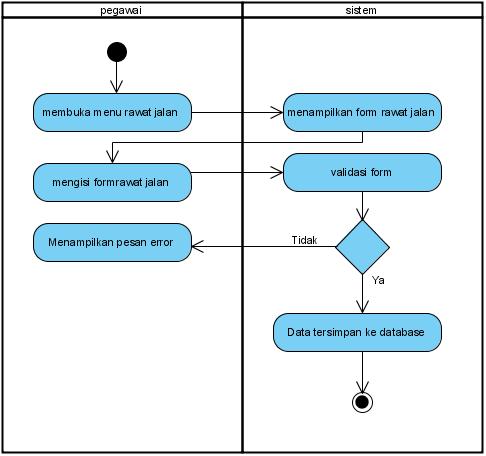 pegawai
sistem
membuka menu rawat jalan
menampilkan form rawat jalan
mengisi formrawat jalan
validasi form
Menampilkan pesan error
Tidak
Ya
Data tersimpan ke database